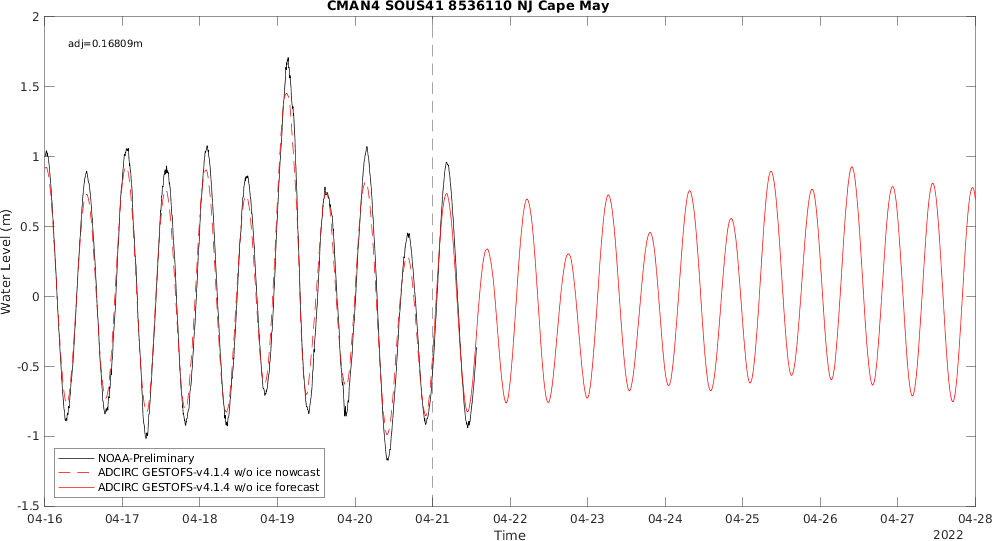 CMAN4 SOUS41 8536110 NJ Cape May
adj=0.16809m
2
1.5
1
0.5
0
-0.5
-1
-1.5
Water Level (m)
NOAA-Preliminary
ADCIRC GESTOFS-v4.1.4 w/o ice nowcast
ADCIRC GESTOFS-v4.1.4 w/o ice forecast
04-16 04-17 04-18 04-19 04-20 04-21 04-22 04-23 04-24 04-25 04-26 04-27 04-28
Time
2022